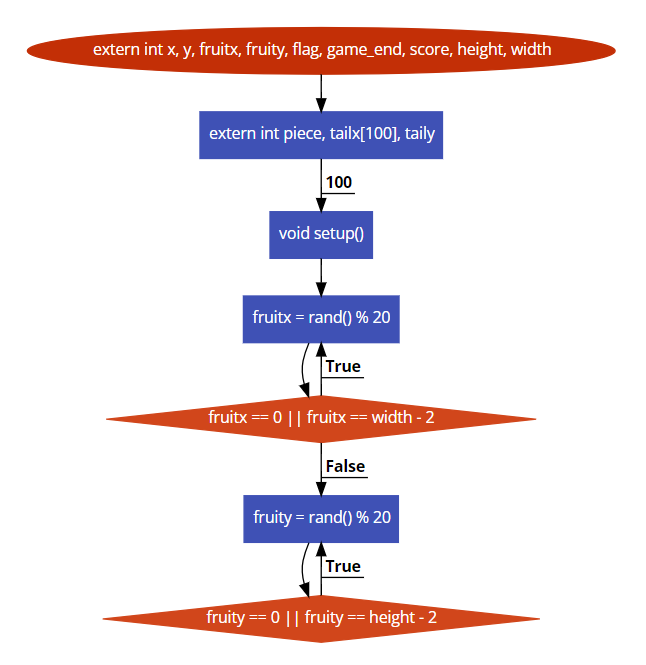 extern int x, y, fruitx, fruity, flag, game_end, score, height, width
extern int piece, tailx[100], taily
100
void setup()
fruitx = rand() % 20
True
fruitx == 0 || fruitx == width - 2
False
fruity = rand() % 20
True
fruity == 0 || fruity == height - 2